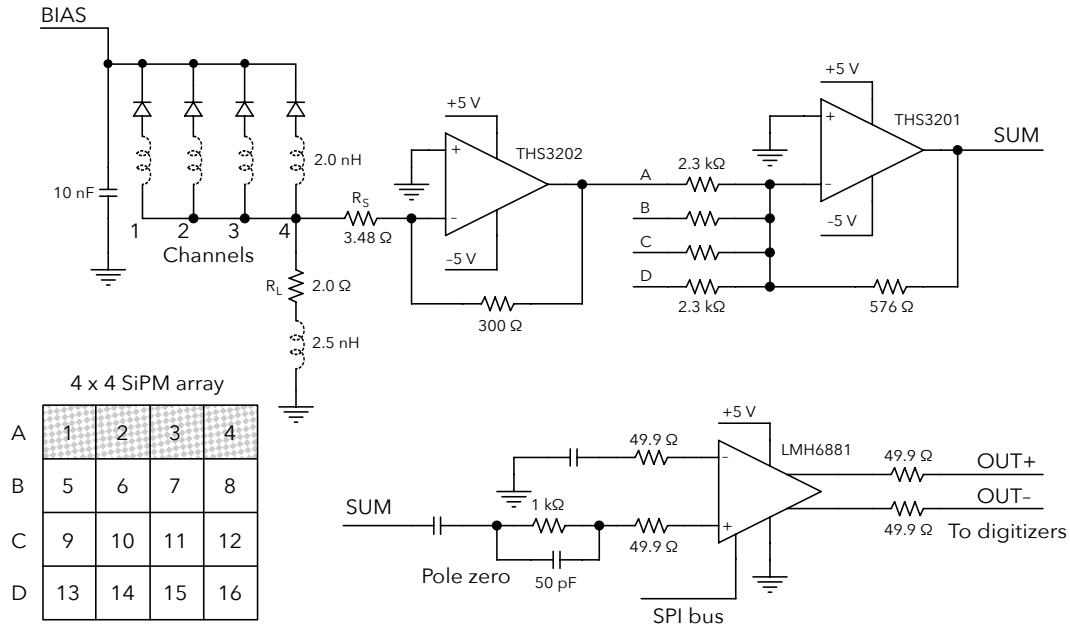 BIAS
+5 V
THS3201
SUM
+5 V
THS3202
2.0 nH
A
2.3 kΩ
+
−
+
−
10 nF
RS
3.48 Ω
B
−5 V
1
2
3
4
Channels
−5 V
C
D
2.3 kΩ
576 Ω
RL
2.0 Ω
300 Ω
2.5 nH
4 x 4 SiPM array
A
1
2
3
4
B
5
6
7
8
C
9
10
11
12
D
13
14
15
16
+5 V
49.9 Ω
LMH6881
−
+
49.9 Ω
OUT+
OUT−
49.9 Ω
To digitizers
SUM
1 kΩ
49.9 Ω
Pole zero
50 pF
SPI bus